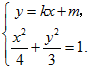 { y = kx + m,
x²/4 + y²/3 = 1.